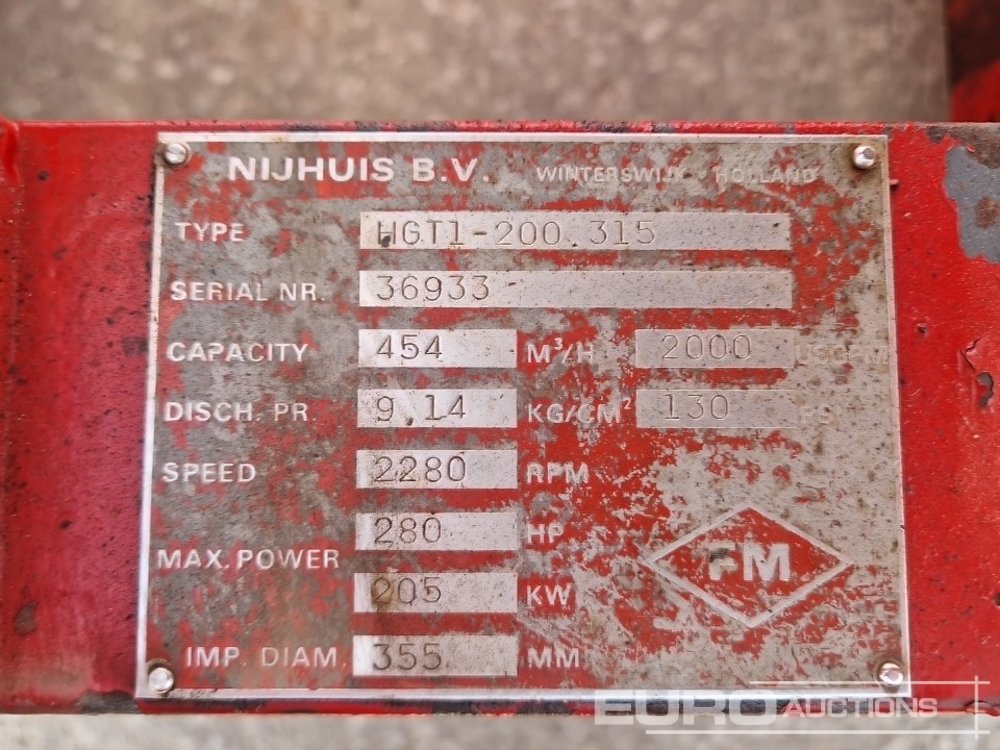 NIJHUIS B.V. WINTERSWIJK HOLLAND
TYPE HGT1-200.315
SERIAL NR. 36933
CAPACITY 454 M³/H 2000 USGPM
DISCH. PR. 9.14 KG/CM² 130 PSI
SPEED 2280 RPM
280 HP
MAX. POWER
205 KW
FM
IMP. DIAM. 355 MM
EURO AUCTIONS